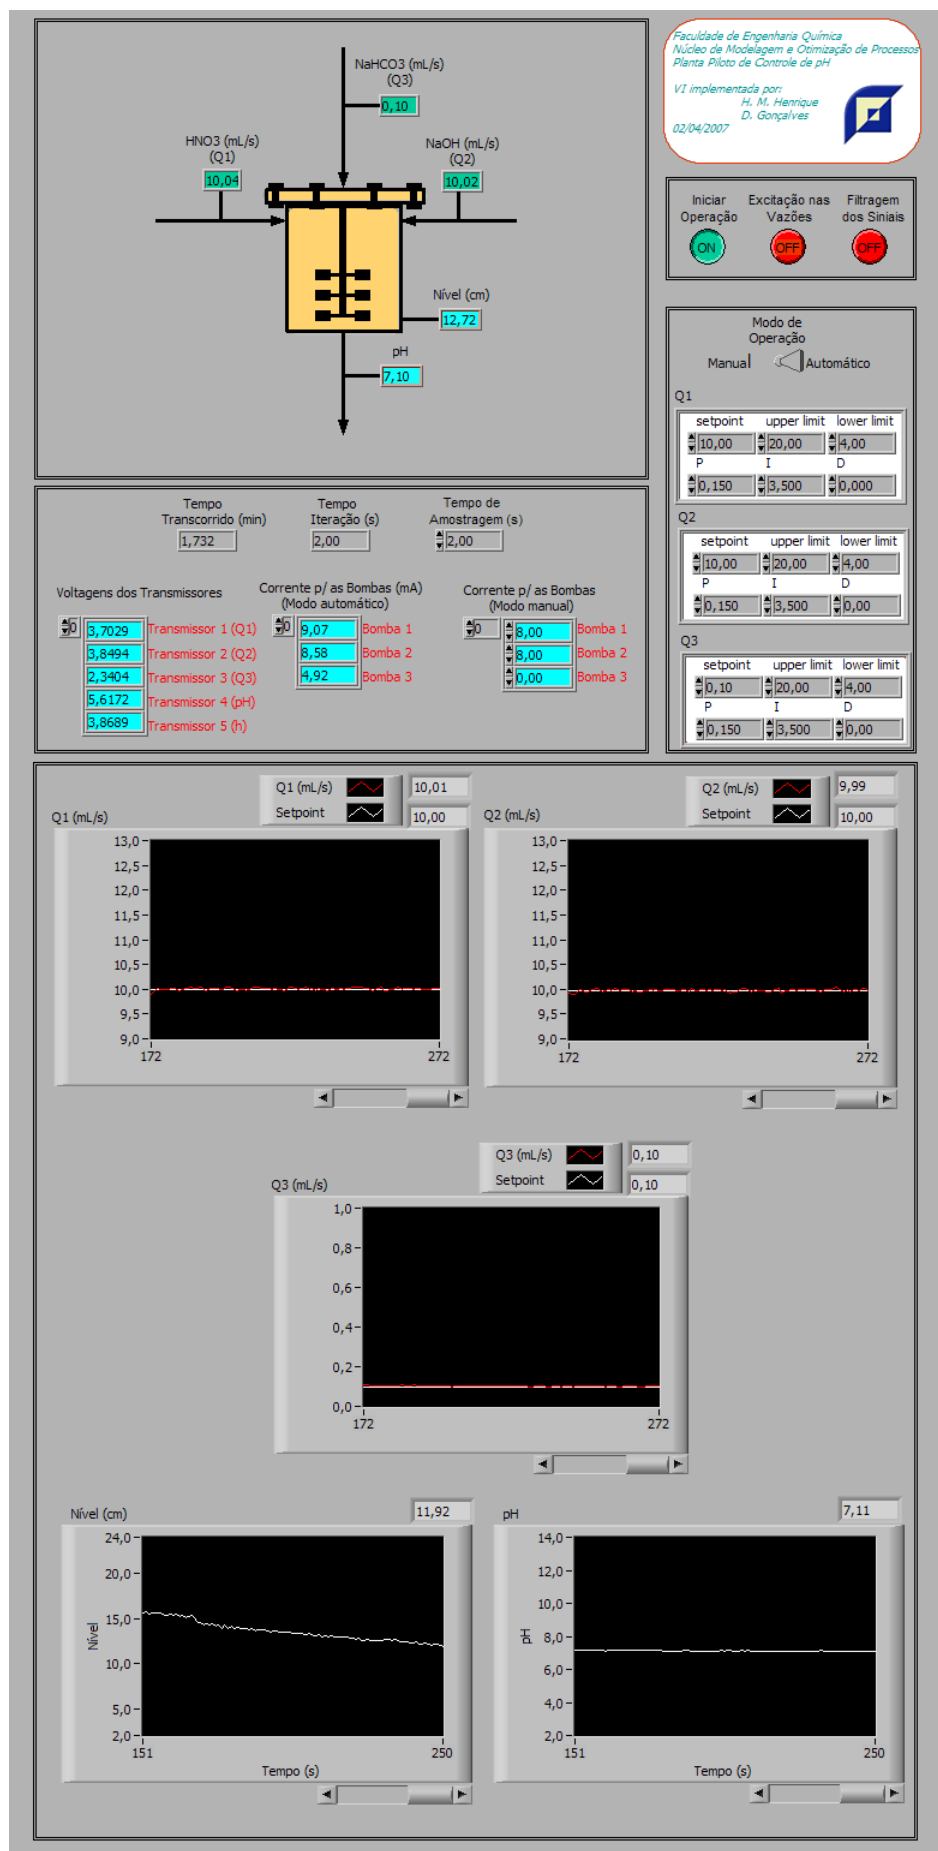 Faculdade de Engenharia Química
Núcleo de Modelagem e Otimização de Processos
Planta Piloto de Controle de pH
VI implementada por:
H. M. Henrique
D. Gonçalves
02/04/2007
NaHCO3 (mL/s)
(Q3)
0,10
HNO3 (mL/s)
(Q1)
10,04
NaOH (mL/s)
(Q2)
10,02
Nível (cm)
12,72
pH
7,10
Iniciar Operação
ON
Excitação nas Vazões
OFF
Filtragem dos Siniais
OFF
Modo de
Operação
Manual Automático
Q1
setpoint upper limit lower limit
10,00 20,00 4,00
P I D
0,150 3,500 0,000
Q2
setpoint upper limit lower limit
10,00 20,00 4,00
P I D
0,150 3,500 0,00
Q3
setpoint upper limit lower limit
0,10 20,00 4,00
P I D
0,150 3,500 0,00
Tempo
Transcorrido (min)
1,732
Tempo
Iteração (s)
2,00
Tempo de
Amostragem (s)
2,00
Voltagens dos Transmissores
0
3,7029 Transmissor 1 (Q1)
3,8494 Transmissor 2 (Q2)
2,3404 Transmissor 3 (Q3)
5,6172 Transmissor 4 (pH)
3,8689 Transmissor 5 (h)
Corrente p/ as Bombas (mA)
(Modo automático)
0
9,07 Bomba 1
8,58 Bomba 2
4,92 Bomba 3
Corrente p/ as Bombas
(Modo manual)
0
8,00 Bomba 1
8,00 Bomba 2
0,00 Bomba 3
Q1 (mL/s)
Q1 (mL/s) 10,01
Setpoint 10,00
13,0
12,5
12,0
11,5
11,0
10,5
10,0
9,5
9,0
172 272
Q2 (mL/s)
Q2 (mL/s) 9,99
Setpoint 10,00
13,0
12,5
12,0
11,5
11,0
10,5
10,0
9,5
9,0
172 272
Q3 (mL/s)
Q3 (mL/s) 0,10
Setpoint 0,10
1,0
0,8
0,6
0,4
0,2
0,0
172 272
Nível (cm)
11,92
24,0
20,0
15,0
10,0
5,0
2,0
Nível
151 250
Tempo (s)
pH
7,11
14,0
12,0
10,0
8,0
6,0
4,0
2,0
pH
151 250
Tempo (s)